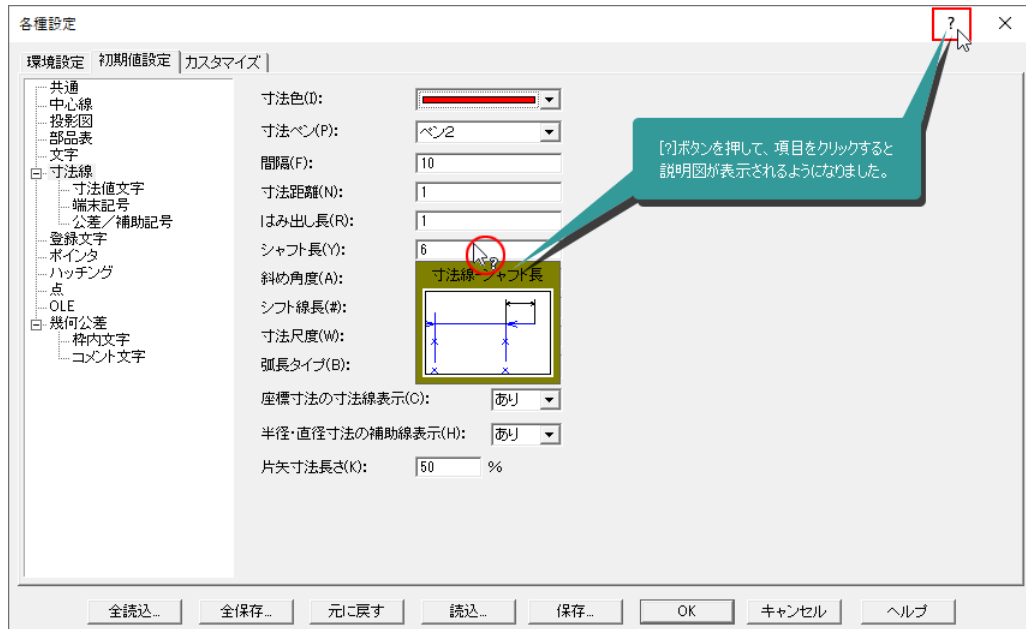 各種設定
?
×
環境設定
初期値設定
カスタマイズ
共通
中心線
投影図
部品表
文字
寸法線
寸法値文字
端末記号
公差／補助記号
登録文字
ポインタ
ハッチング
点
OLE
幾何公差
枠内文字
コメント文字
寸法色(I):
寸法ペン(P): ペン2
間隔(F): 10
寸法距離(N): 1
はみ出し長(R): 1
シャフト長(Y): 6
斜め角度(A):
シフト線長(#):
寸法尺度(W):
弧長タイプ(B):
座標寸法の寸法線表示(C): あり
半径・直径寸法の補助線表示(H): あり
片矢寸法長さ(K): 50 %
寸法線-シャフト長
[?]ボタンを押して、項目をクリックすると
説明図が表示されるようになりました。
全読込... 全保存... 元に戻す 読込... 保存... OK キャンセル ヘルプ